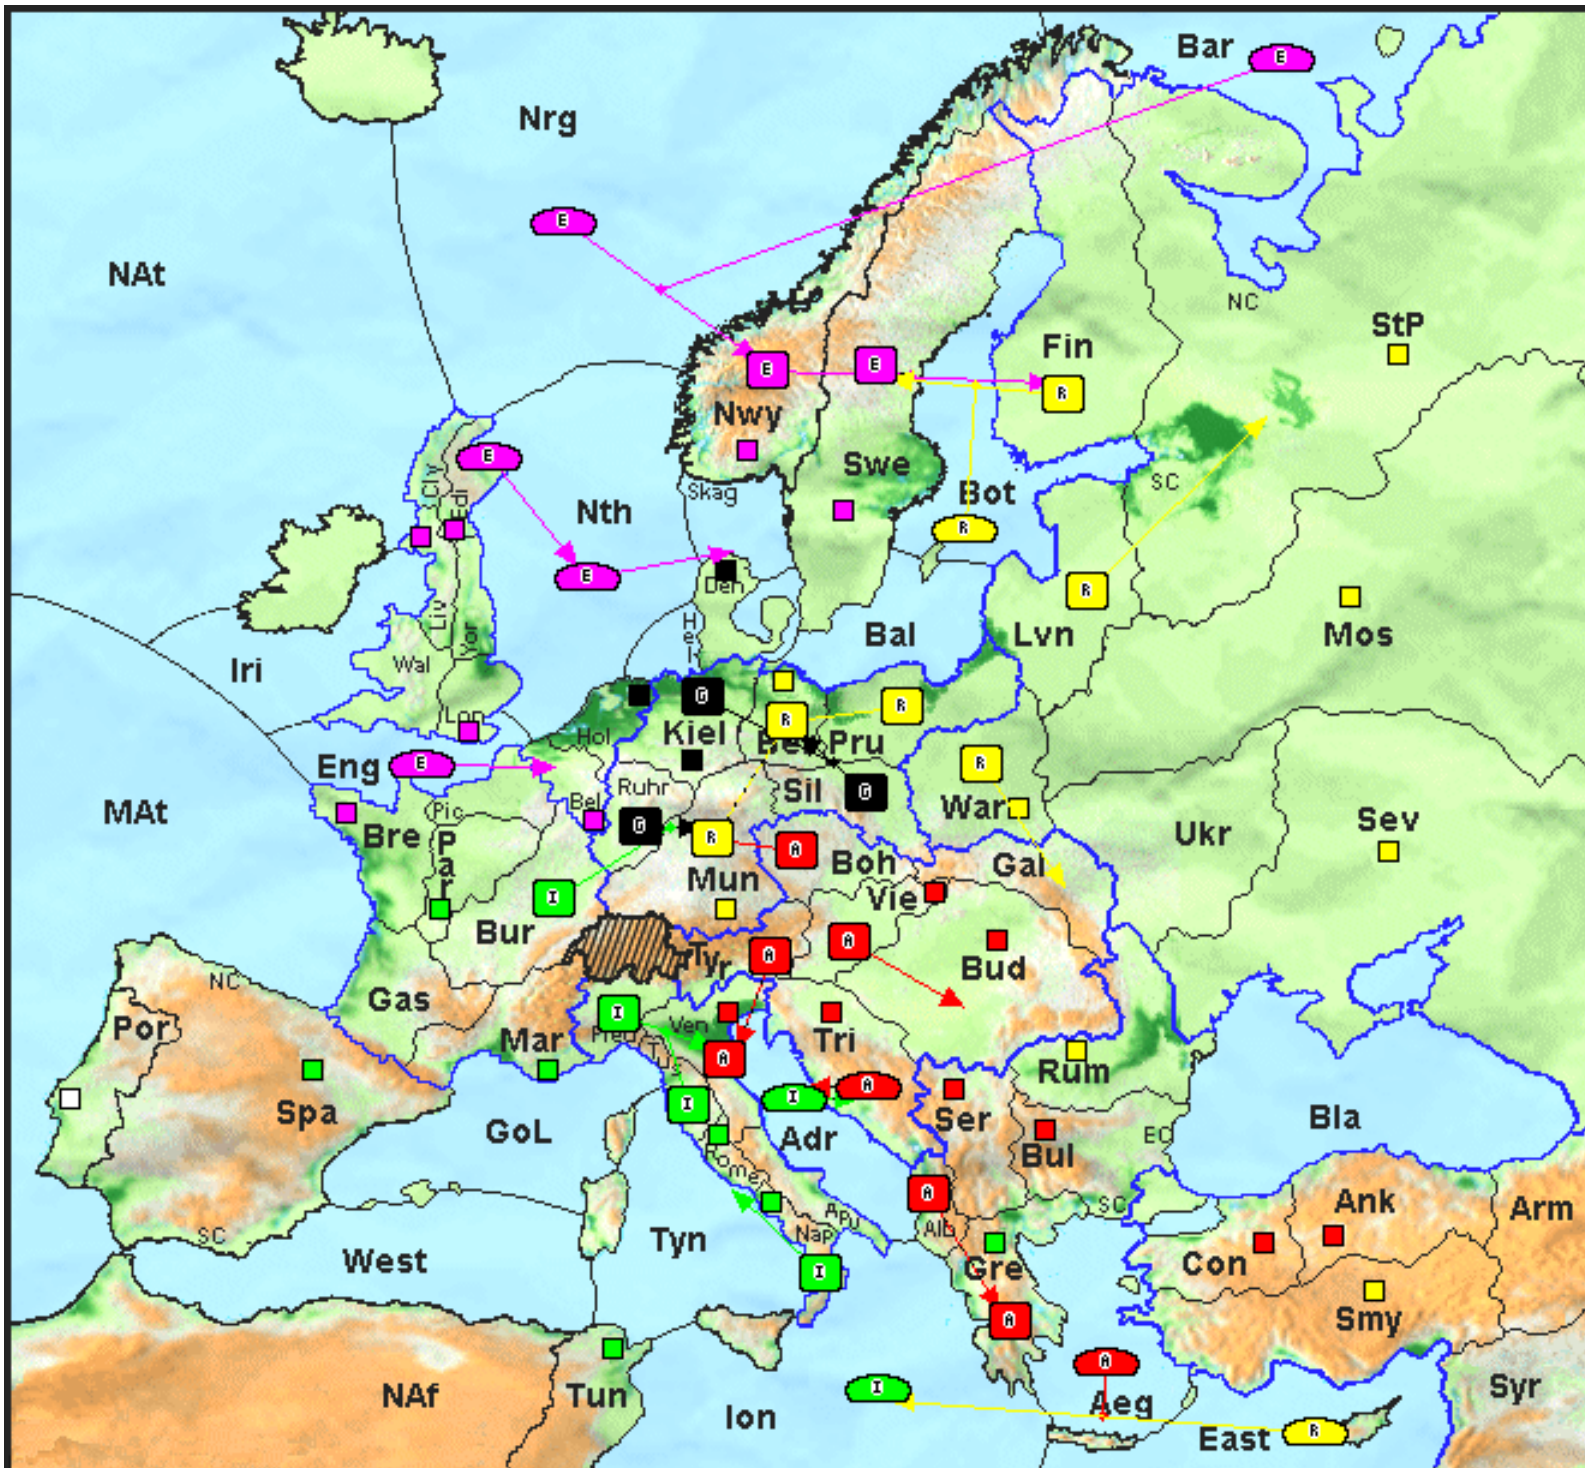 Bar
E
Nrg
E
NAt
NC
StP
Fin
E
E
R
Nwy
E
Cly
Edi
Swe
SC
Skag
Bot
Nth
R
E
Den
R
Hel
Liv
Yor
Bal
Lvn
Mos
Iri
Wal
G
R
R
Lon
Hol
Kiel
Ber
Pru
Eng
E
R
Ruhr
Sil
G
War
MAt
Pic
Bel
Bre
Par
G
R
A
Boh
Gal
Ukr
Sev
Mun
Vie
I
Bur
A
A
Tyr
Bud
NC
Gas
I
Por
Mar
Pied
Ven
Tri
Tus
A
Rum
I
A
Spa
I
Ser
GoL
Adr
Bla
EC
Bul
Rome
A
Ank
SC
Apu
Arm
SC
Nap
Alb
Tyn
West
I
Gre
Con
A
Smy
A
NAf
Tun
I
Aeg
Syr
Ion
R
East